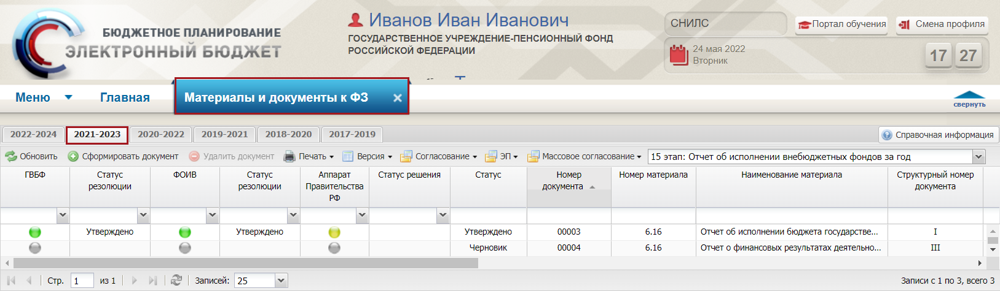 БЮДЖЕТНОЕ ПЛАНИРОВАНИЕ
ЭЛЕКТРОННЫЙ БЮДЖЕТ
Иванов Иван Иванович
ГОСУДАРСТВЕННОЕ УЧРЕЖДЕНИЕ-ПЕНСИОННЫЙ ФОНД
РОССИЙСКОЙ ФЕДЕРАЦИИ
СНИЛС
Портал обучения
Смена профиля
24 мая 2022
Вторник
17 27
Меню Главная Материалы и документы к ФЗ
свернуть
2022-2024 2021-2023 2020-2022 2019-2021 2018-2020 2017-2019 Справочная информация
Обновить Сформировать документ Удалить документ Печать Версия Согласование ЭП Массовое согласование 15 этап: Отчет об исполнении внебюджетных фондов за год
ГВБФ Статус резолюции ФОИВ Статус резолюции Аппарат Правительства РФ Статус решения Статус Номер документа Номер материала Наименование материала Структурный номер документа
Утверждено Утверждено Утверждено 00003 6.16 Отчет об исполнении бюджета государстве... I
Черновик 00004 6.16 Отчет о финансовых результатах деятельно... III
Стр. 1 из 1 Записей: 25 Записи с 1 по 3, всего 3